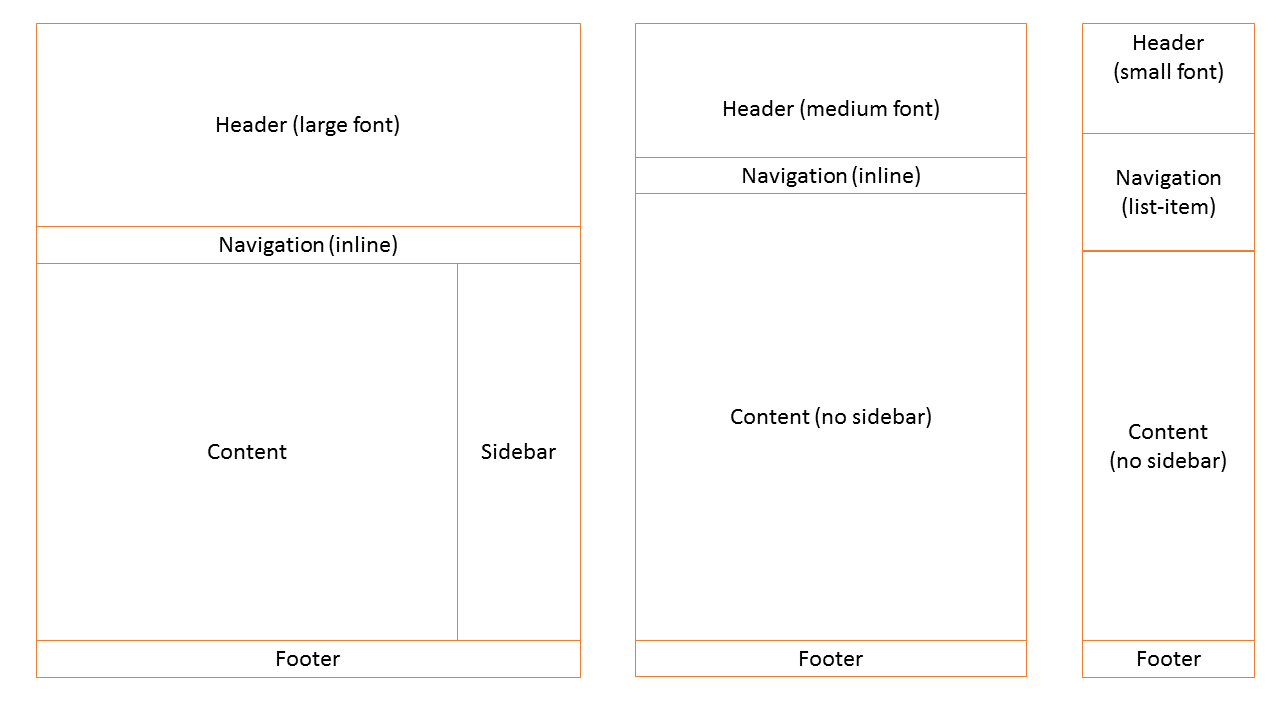 Header (large font)
Navigation (inline)
Content
Sidebar
Footer
Header (medium font)
Navigation (inline)
Content (no sidebar)
Footer
Header
(small font)
Navigation
(list-item)
Content
(no sidebar)
Footer